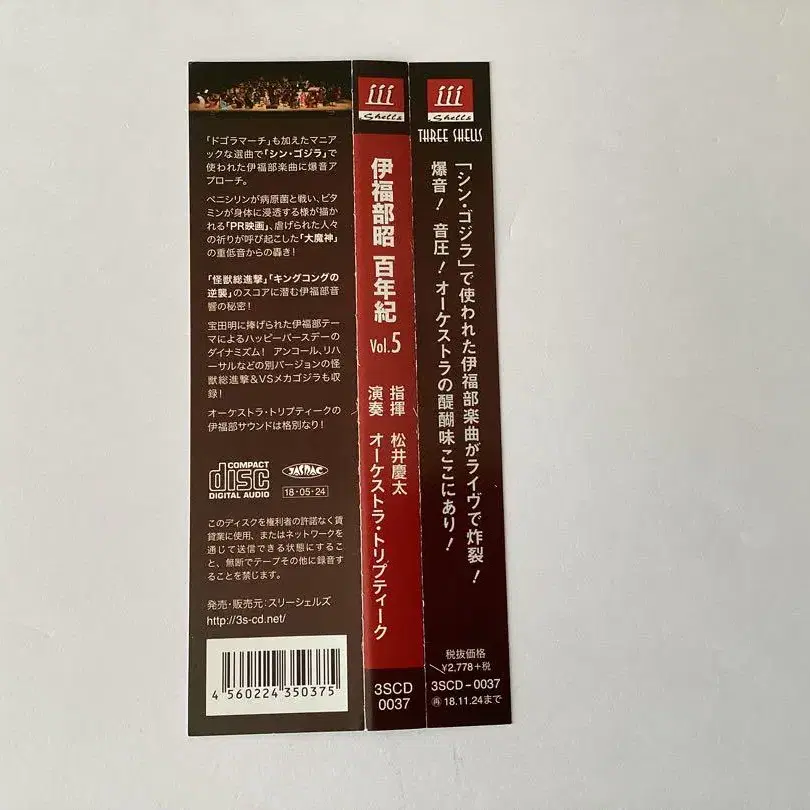 「ドゴラマーチ」も加えたマニア
ックな選曲で「シン・ゴジラ」で
使われた伊福部楽曲に爆音ア
プローチ。
ペニシリンが病原菌と戦い、ビタ
ミンが身体に浸透する様が描か
れる「PR映画」、虐げられた人々
の祈りが呼び起こした「大魔神」
の重低音からの轟き!
「怪獣総進撃」「キングコングの
逆襲」のスコアに潜む伊福部音
響の秘密!
宝田明に捧げられた伊福部テー
マによるハッピーバースデーの
ダイナミズム! アンコール、リハ
ーサルなどの別バージョンの怪
獣総進撃&VSメカゴジラも収
録!
オーケストラ・トリプティークの
伊福部サウンドは格別なり!
COMPACT
disc
DIGITAL AUDIO
JASRAC
18・05・24
このディスクを権利者の許諾なく賃
貸業に使用、またはネットワークを
通じて送信できる状態にするこ
と、無断でテープその他に録音す
ることを禁じます。
発売・販売元:スリーシェルズ
http://3s-cd.net/
4 560224 350375
iii
Shells
伊福部昭 百年紀 Vol.5
指揮 松井慶太
演奏 オーケストラ・トリプティーク
3SCD
0037
iii
Shells
THREE SHELLS
「シン・ゴジラ」で使われた伊福部楽曲がライヴで炸裂!
爆音! 音圧! オーケストラの醍醐味ここにあり!
税抜価格
¥2,778+税
3SCD-0037
再 18.11.24まで